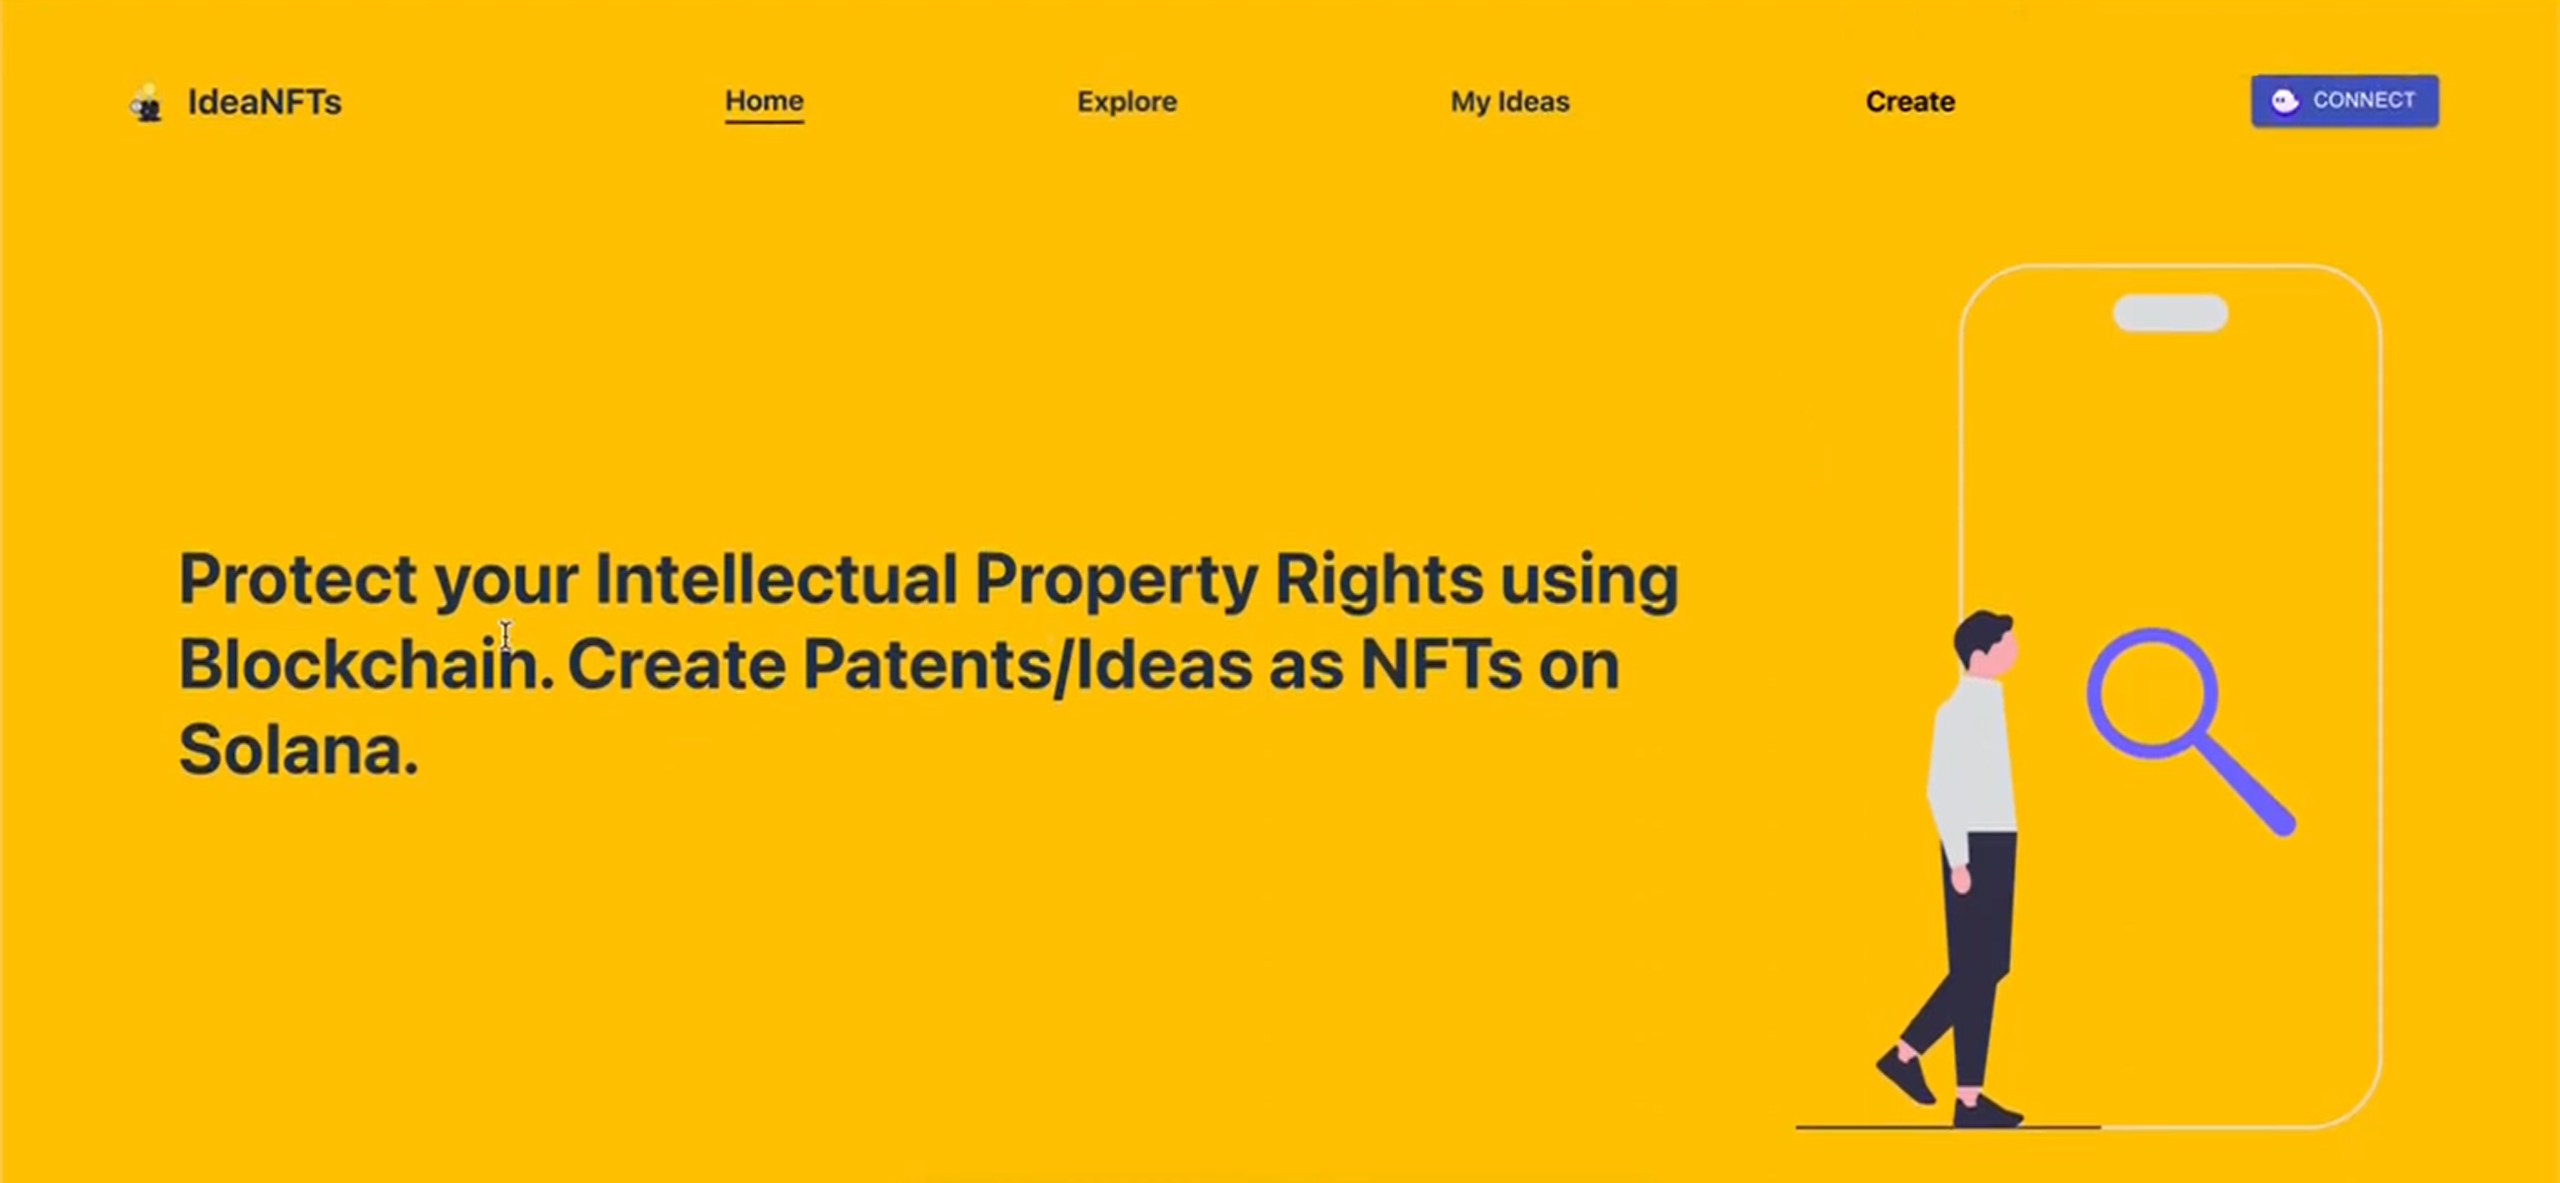 IdeaNFTs
Home
Explore
My Ideas
Create
CONNECT
Protect your Intellectual Property Rights using
Blockchain. Create Patents/Ideas as NFTs on
Solana.